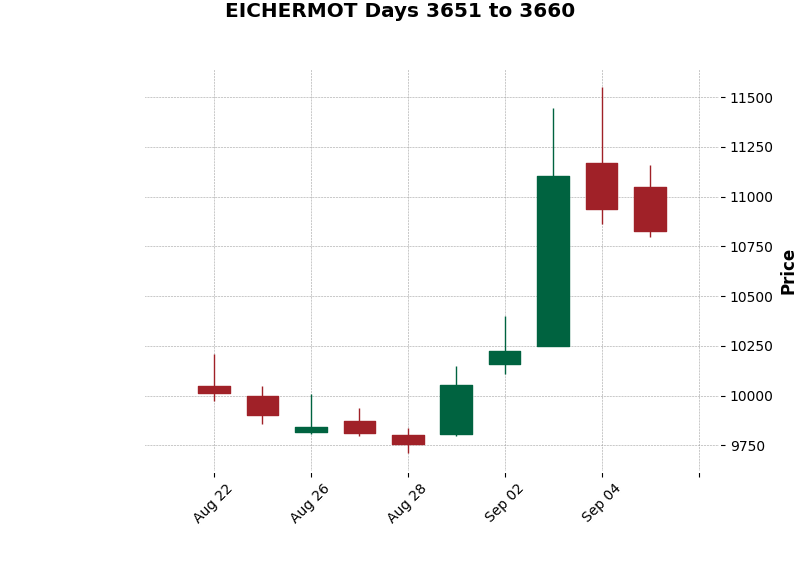 EICHERMOT Days 3651 to 3660
11500
11250
11000
10750
10500
10250
10000
9750
Price
Aug 22
Aug 26
Aug 28
Sep 02
Sep 04